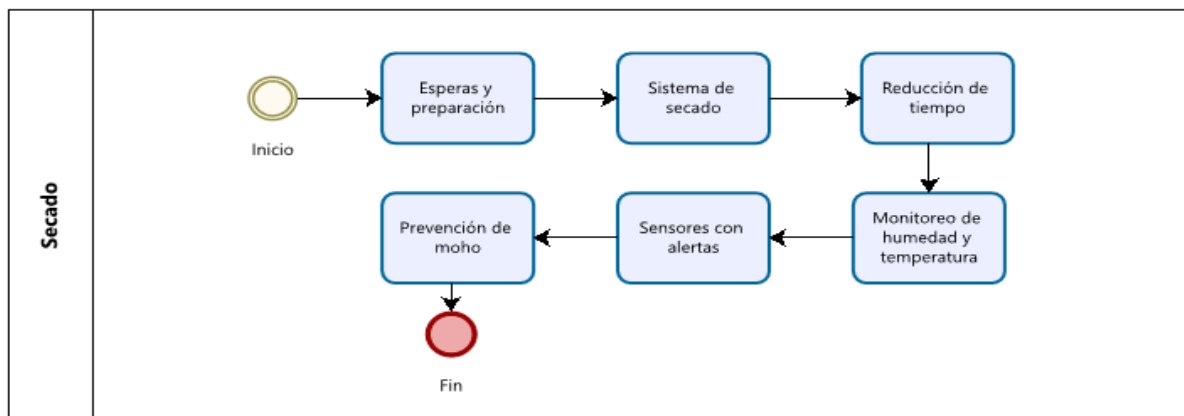 Secado
Inicio
Esperas y
preparación
Sistema de
secado
Reducción de
tiempo
Monitoreo de
humedad y
temperatura
Sensores con
alertas
Prevención de
moho
Fin